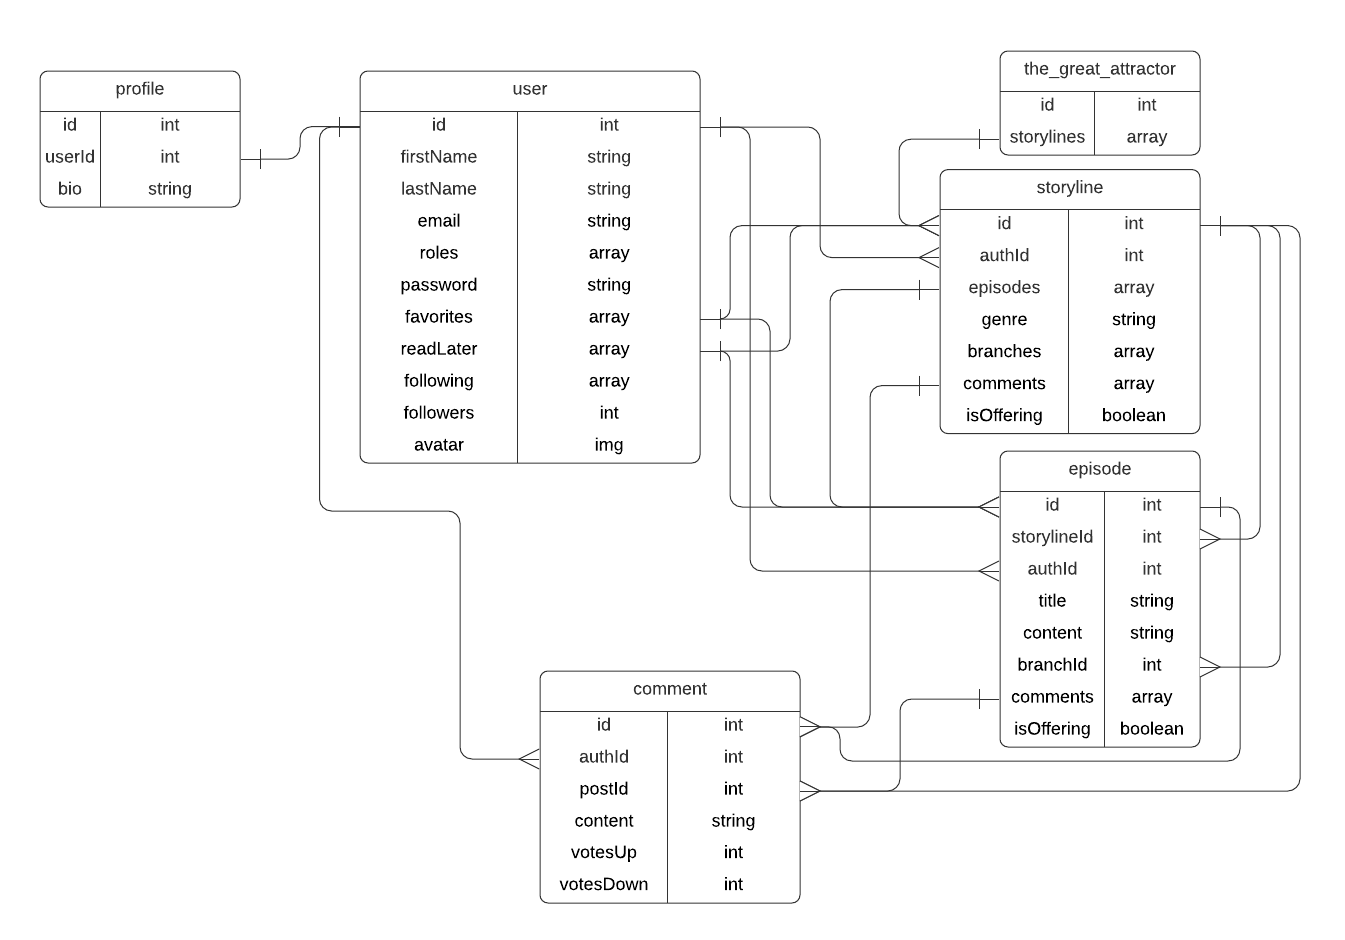 profile
id int
userId int
bio string
user
id int
firstName string
lastName string
email string
roles array
password string
favorites array
readLater array
following array
followers int
avatar img
the_great_attractor
id int
storylines array
storyline
id int
authId int
episodes array
genre string
branches array
comments array
isOffering boolean
episode
id int
storylineId int
authId int
title string
content string
branchId int
comments array
isOffering boolean
comment
id int
authId int
postId int
content string
votesUp int
votesDown int